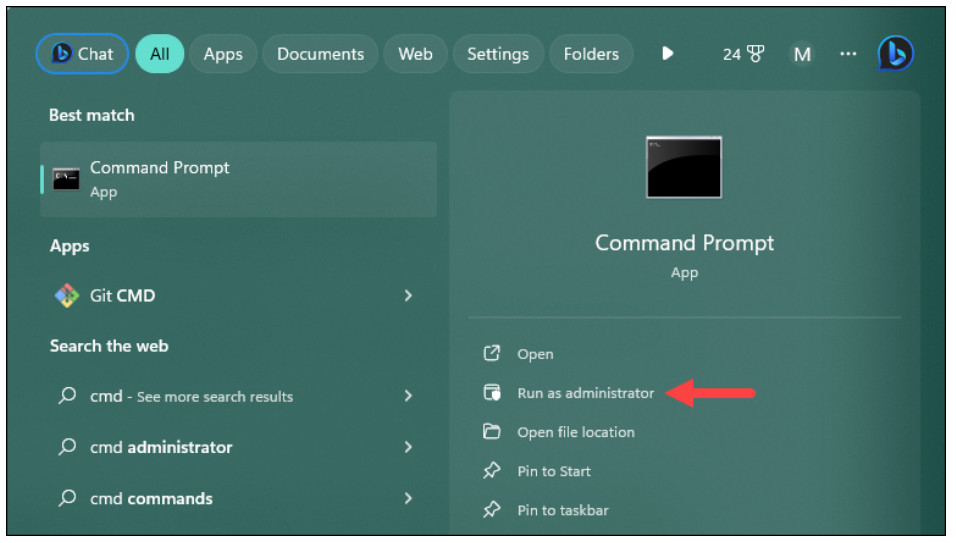 Chat All Apps Documents Web Settings Folders 24 M ...
Best match
Command Prompt
App
Apps
Git CMD
Search the web
cmd - See more search results
cmd administrator
cmd commands
Command Prompt
App
Open
Run as administrator
Open file location
Pin to Start
Pin to taskbar